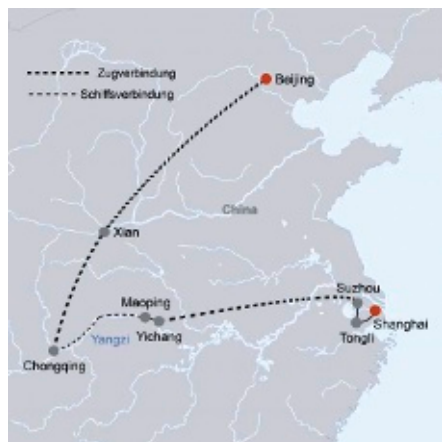 Zugverbindung
Schiffsverbindung
Beijing
China
Xian
Suzhou
Maoping
Shanghai
Yichang
Tongli
Yangzi
Chongqing